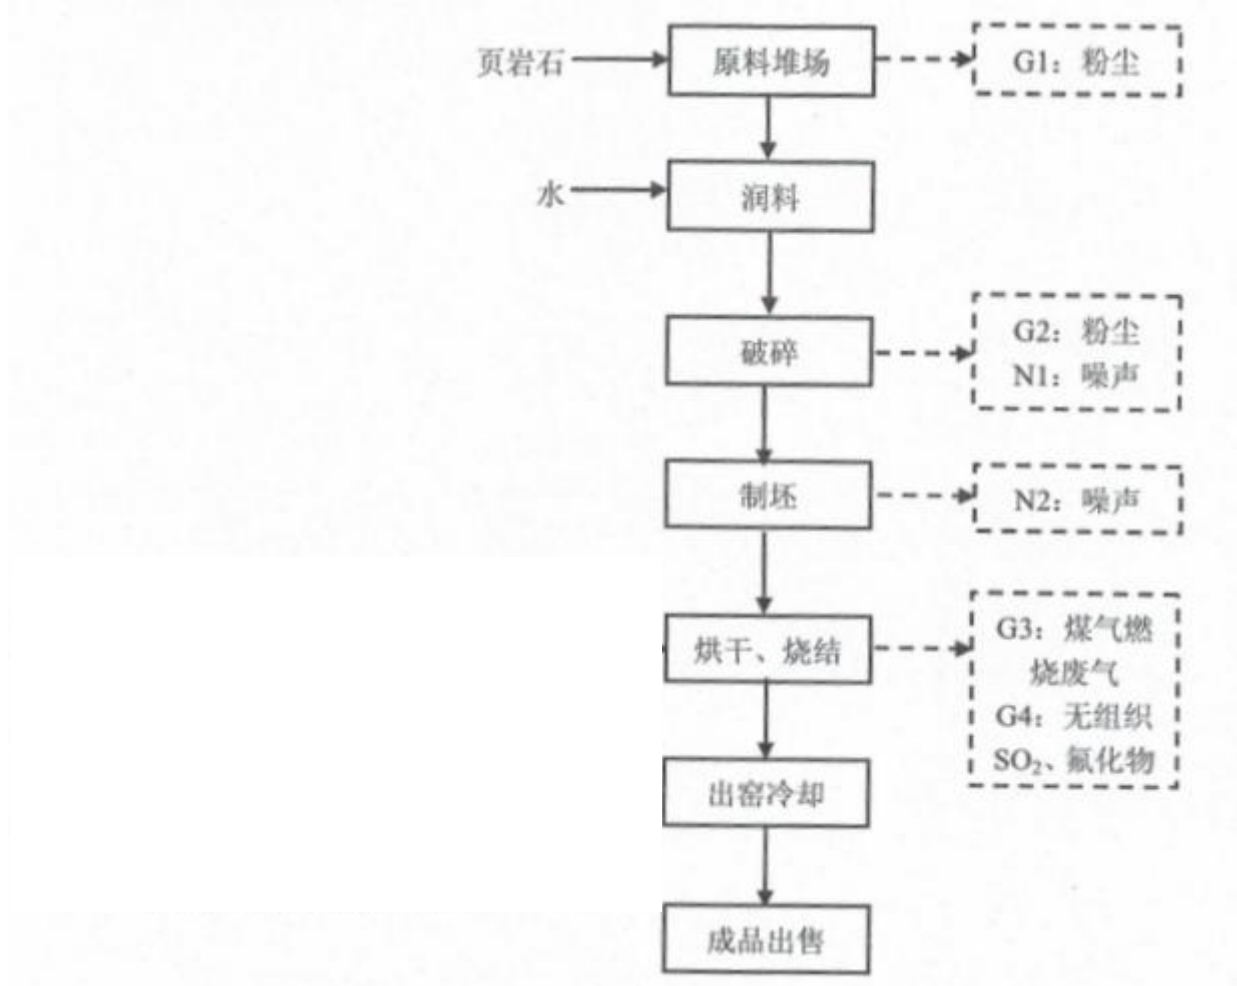 页岩石
原料堆场
G1：粉尘
水
润料
破碎
G2：粉尘
N1：噪声
制坯
N2：噪声
烘干、烧结
G3：煤气燃
烧废气
G4：无组织
SO₂、氟化物
出窑冷却
成品出售